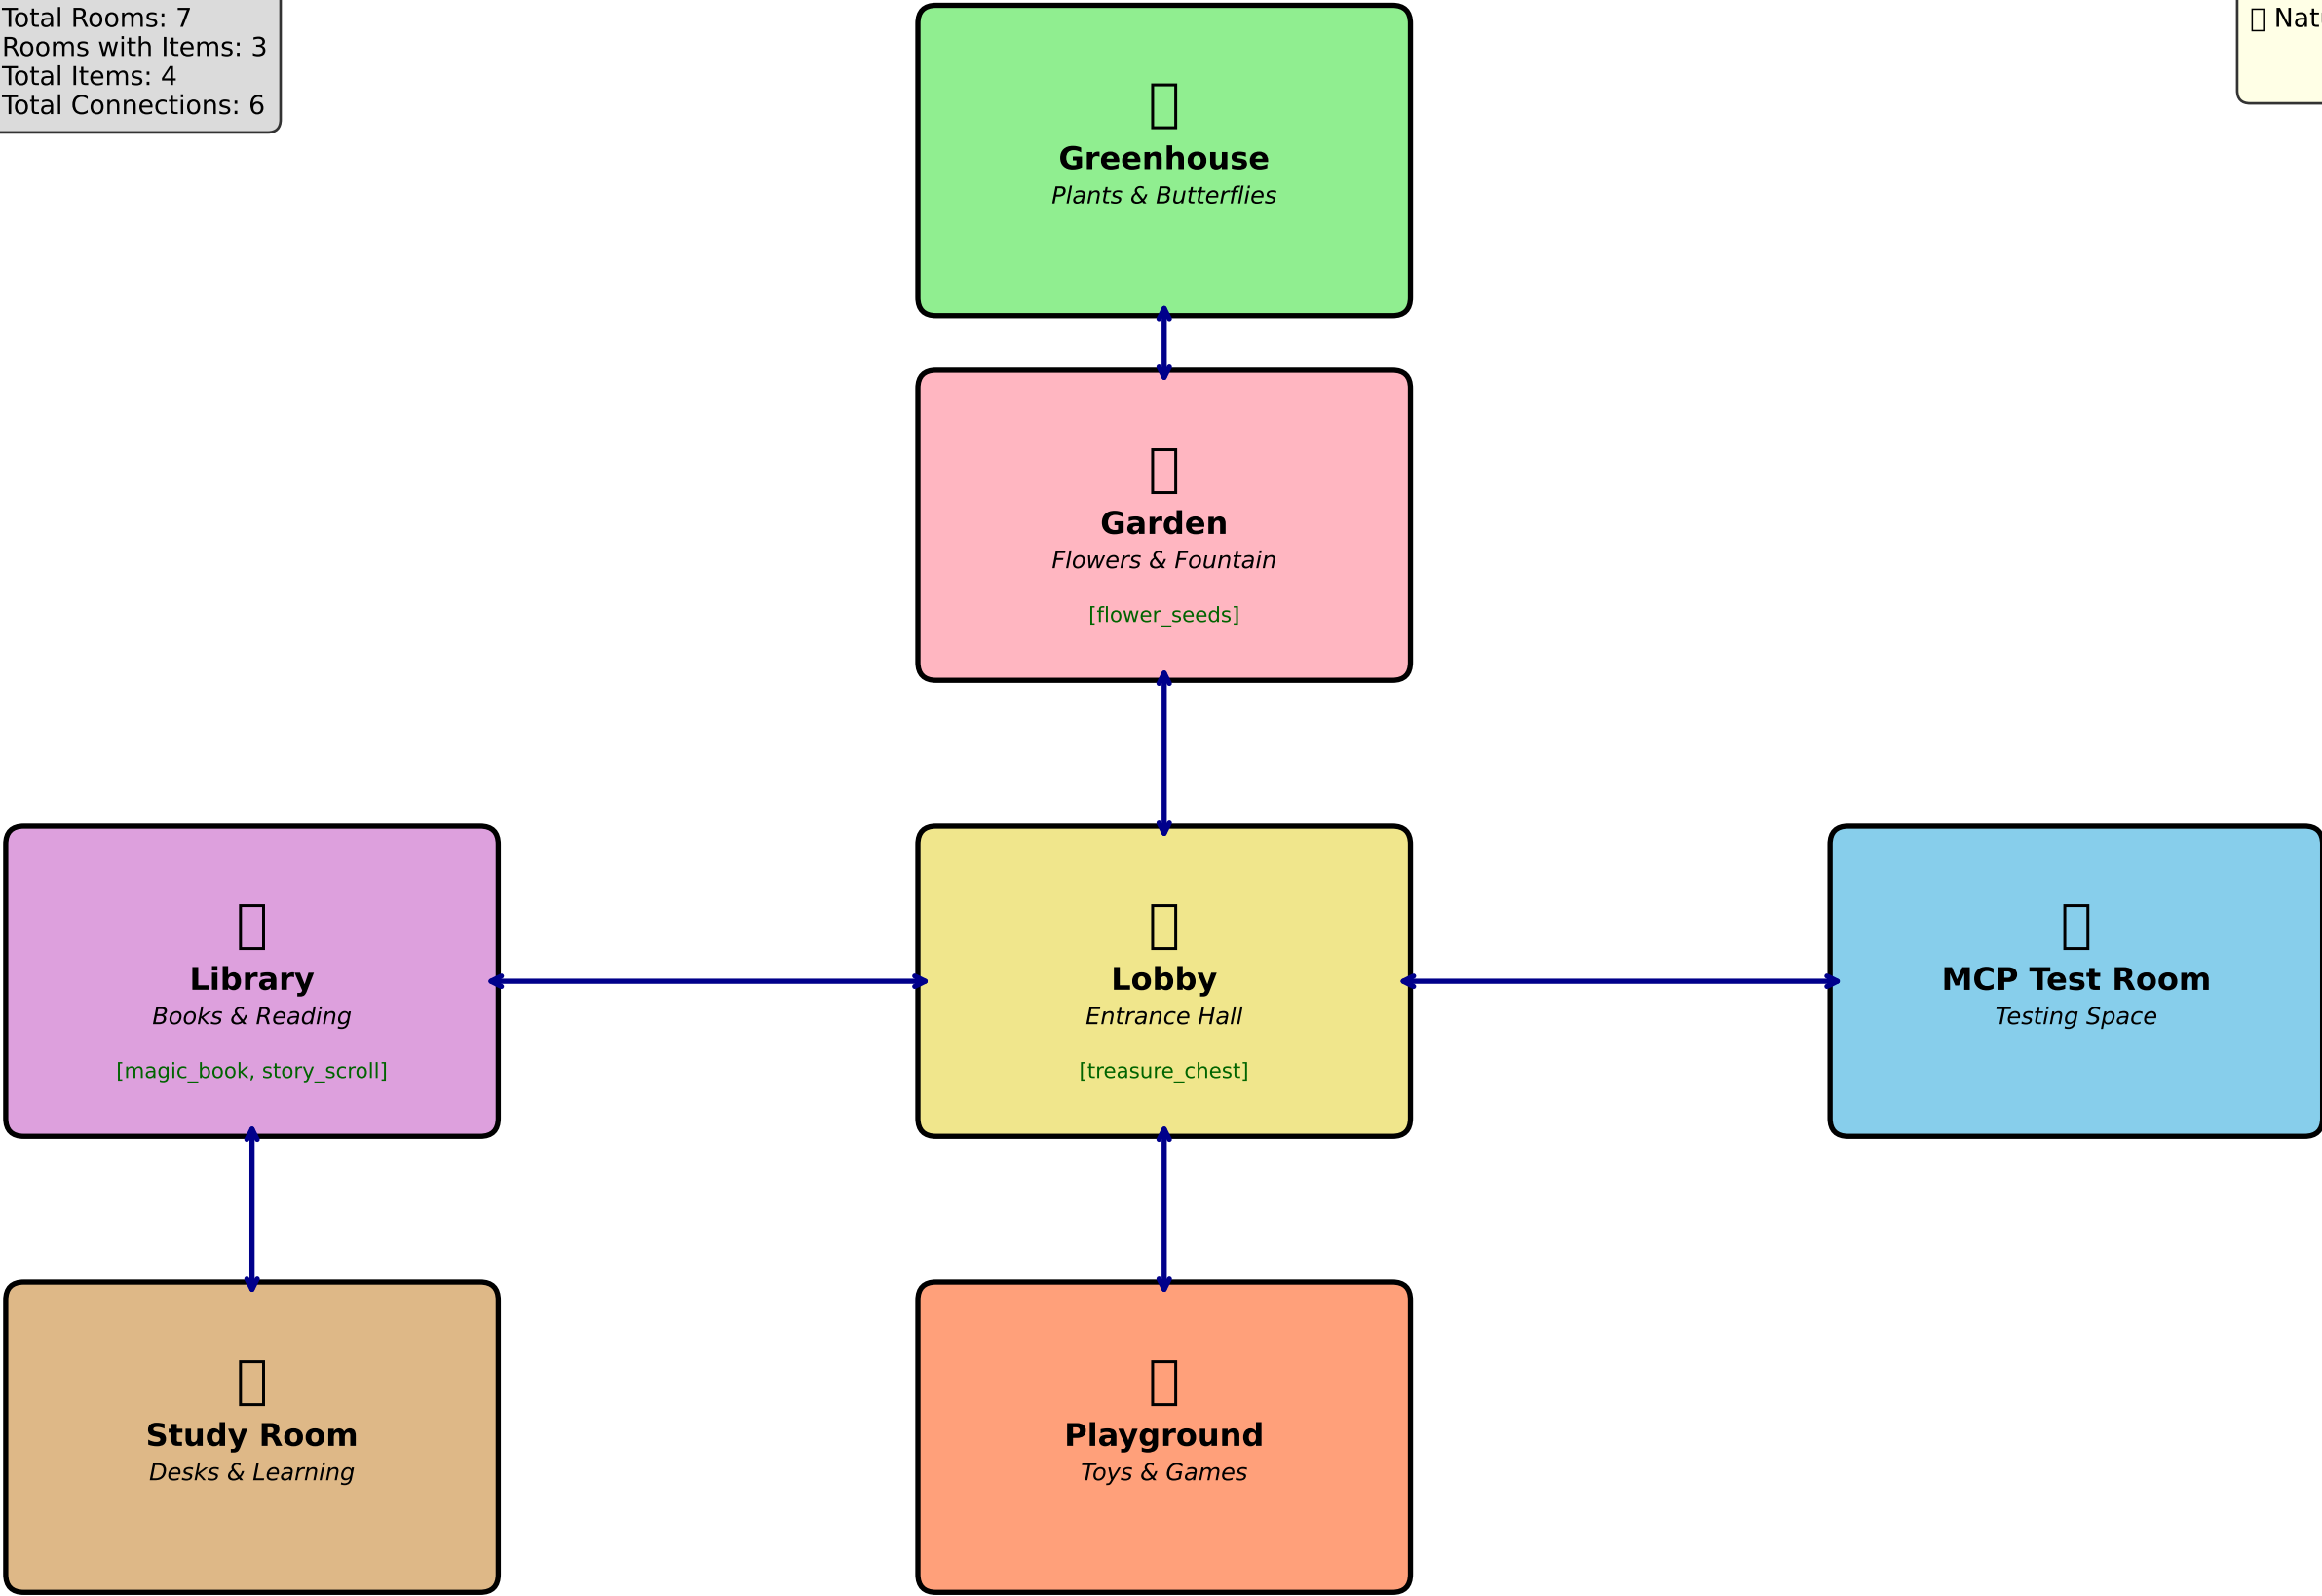 Total Rooms: 7
Rooms with Items: 3
Total Items: 4
Total Connections: 6
Greenhouse
Plants & Butterflies
Garden
Flowers & Fountain
[flower_seeds]
Library
Books & Reading
[magic_book, story_scroll]
Lobby
Entrance Hall
[treasure_chest]
MCP Test Room
Testing Space
Study Room
Desks & Learning
Playground
Toys & Games